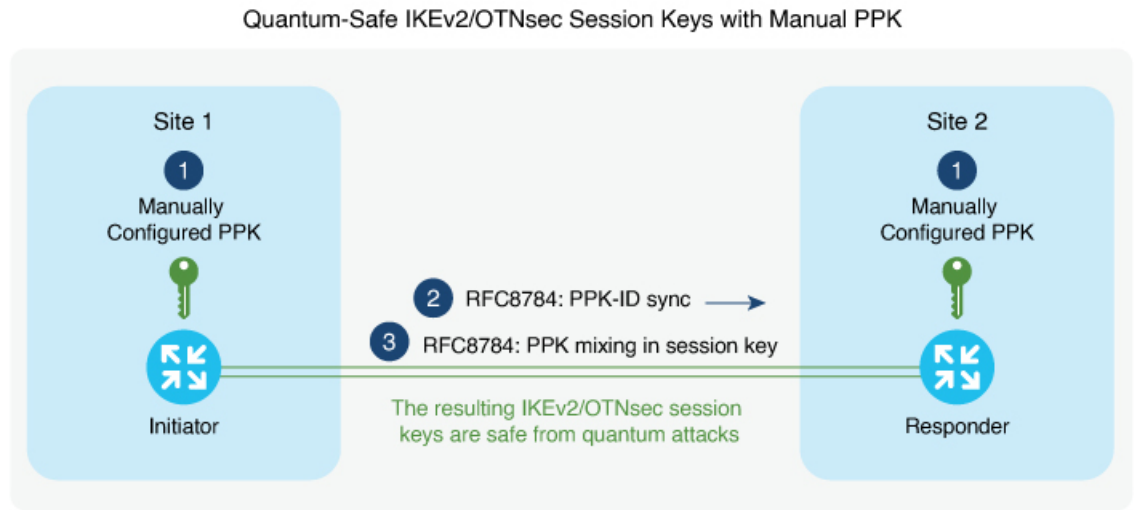 Quantum-Safe IKEv2/OTNsec Session Keys with Manual PPK
Site 1
1
Manually
Configured PPK
Initiator
2 RFC8784: PPK-ID sync
3 RFC8784: PPK mixing in session key
The resulting IKEv2/OTNsec session
keys are safe from quantum attacks
Site 2
1
Manually
Configured PPK
Responder